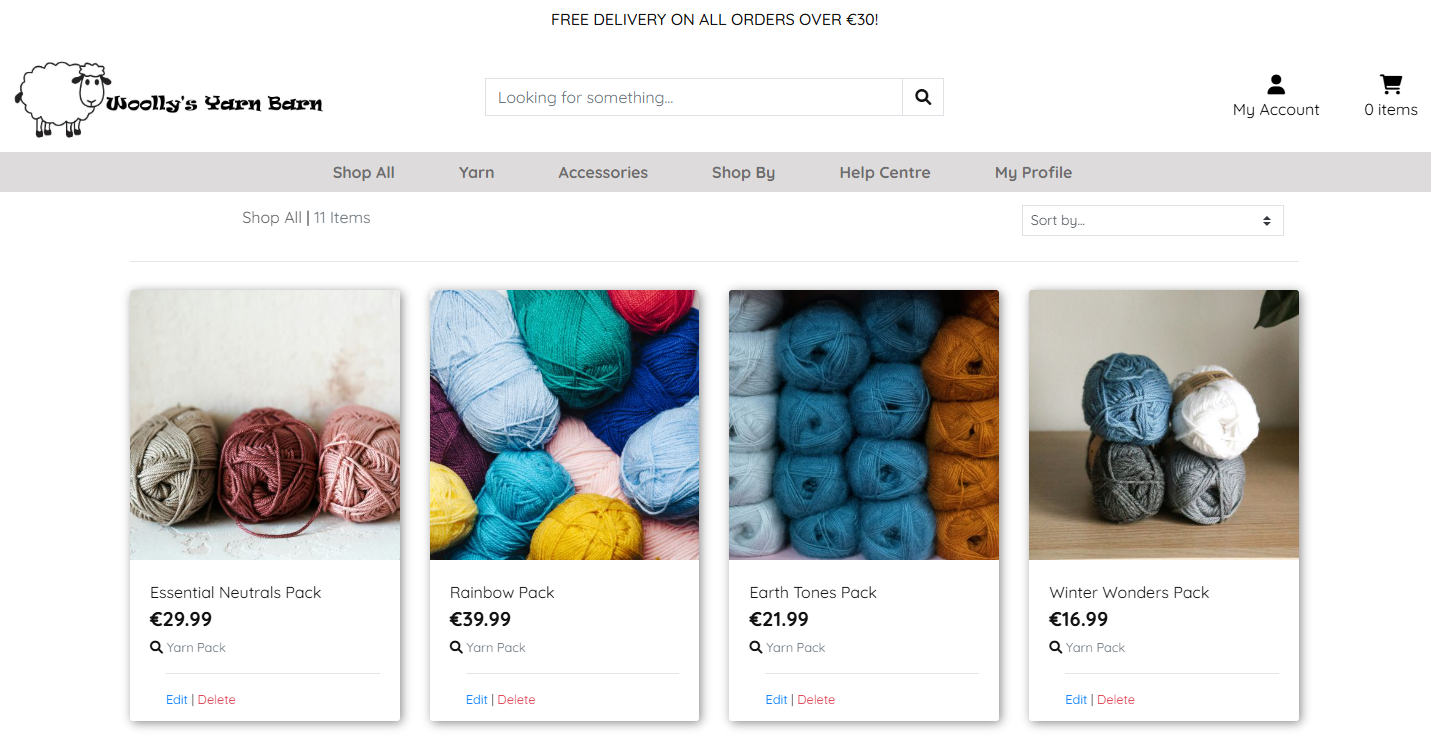 FREE DELIVERY ON ALL ORDERS OVER €30!
Woolly's Yarn Barn
Looking for something...
My Account
0 items
Shop All
Yarn
Accessories
Shop By
Help Centre
My Profile
Shop All | 11 Items
Sort by...
Essential Neutrals Pack
€29.99
Yarn Pack
Edit | Delete
Rainbow Pack
€39.99
Yarn Pack
Edit | Delete
Earth Tones Pack
€21.99
Yarn Pack
Edit | Delete
Winter Wonders Pack
€16.99
Yarn Pack
Edit | Delete